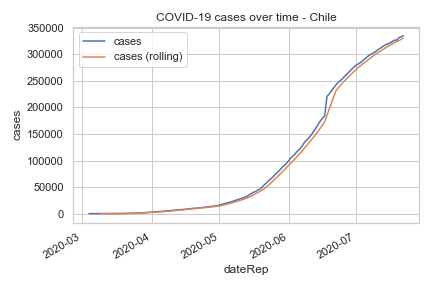 COVID-19 cases over time - Chile
cases
cases (rolling)
350000
300000
250000
200000
150000
100000
50000
0
cases
2020-03
2020-04
2020-05
2020-06
2020-07
dateRep